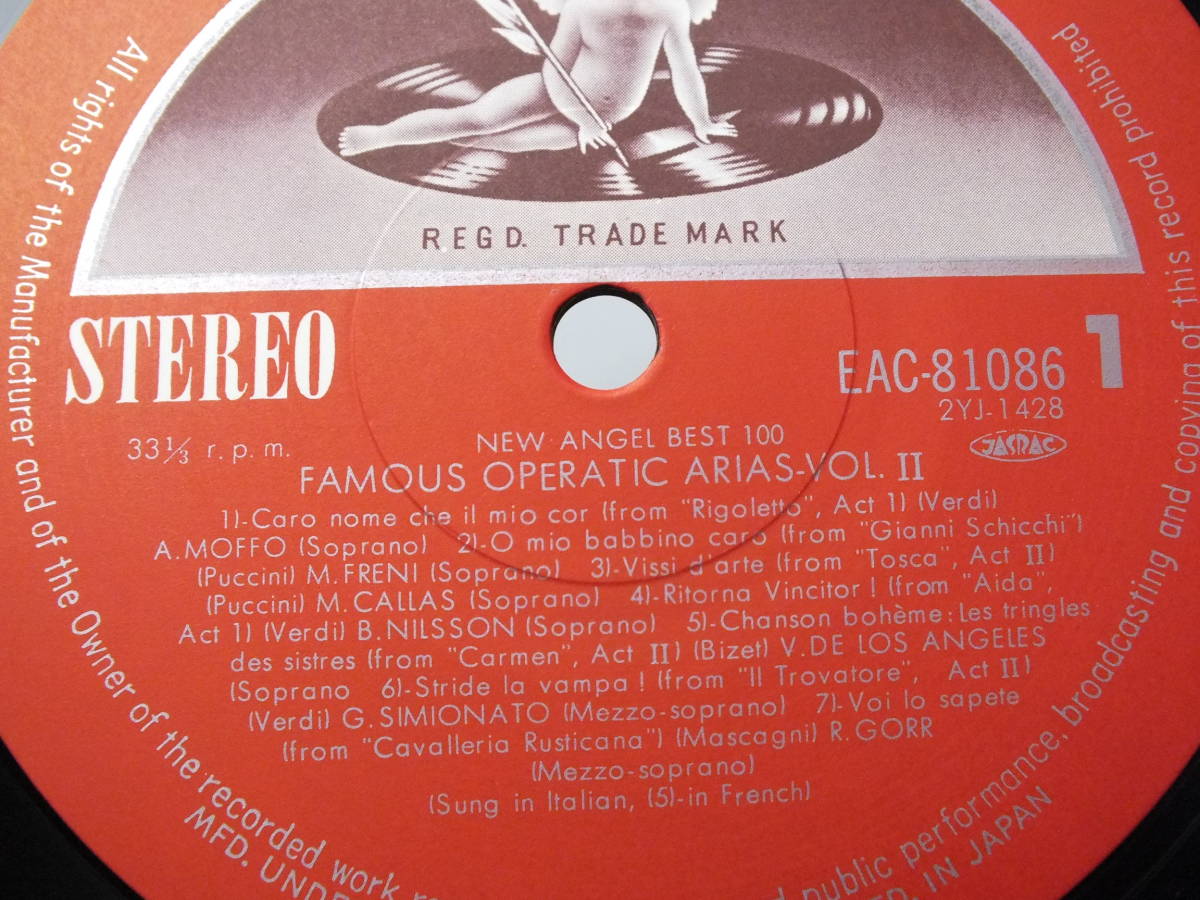 REGD. TRADE MARK
STEREO
EAC-81086 1
2YJ-1428
33⅓ r.p.m.
JASRAC
NEW ANGEL BEST 100
FAMOUS OPERATIC ARIAS-VOL. II
1)-Caro nome che il mio cor (from "Rigoletto", Act 1) (Verdi)
A.MOFFO (Soprano) 2)-O mio babbino caro (from "Gianni Schicchi")
(Puccini) M.FRENI (Soprano) 3)-Vissi d'arte (from "Tosca", Act II)
(Puccini) M.CALLAS (Soprano) 4)-Ritorna Vincitor! (from "Aida",
Act 1) (Verdi) B.NILSSON (Soprano) 5)-Chanson bohème: Les tringles
des sistres (from "Carmen", Act II) (Bizet) V.DE LOS ANGELES
(Soprano 6)-Stride la vampa! (from "Il Trovatore", Act II)
(Verdi) G.SIMIONATO (Mezzo-soprano) 7)-Voi lo sapete
(from "Cavalleria Rusticana") (Mascagni) R.GORR
(Mezzo-soprano)
(Sung in Italian, (5)-in French)
All rights of the Manufacturer and of the Owner of the recorded work
public performance, broadcasting and copying of this record prohibited
MFD.
IN JAPAN